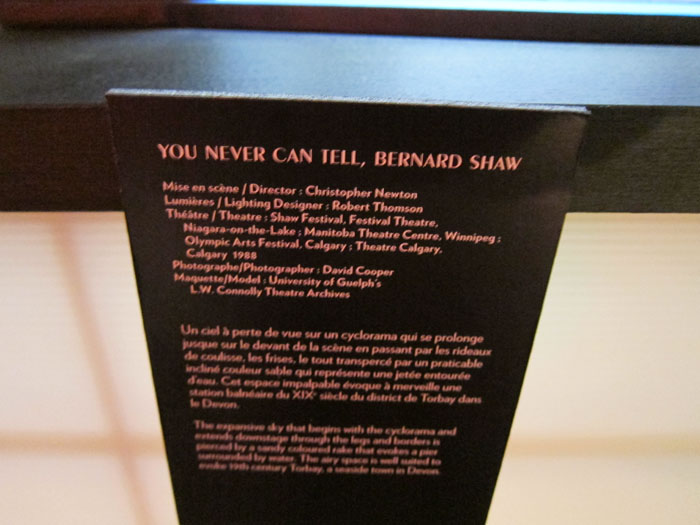 YOU NEVER CAN TELL, BERNARD SHAW
Mise en scène / Director : Christopher Newton
Lumières / Lighting Designer : Robert Thomson
Théâtre / Theatre : Shaw Festival, Festival Theatre,
Niagara-on-the-Lake ; Manitoba Theatre Centre, Winnipeg ;
Olympic Arts Festival, Calgary ; Theatre Calgary,
Calgary 1988
Photographe/Photographer : David Cooper
Maquette/Model : University of Guelph's
L.W. Connolly Theatre Archives
Un ciel à perte de vue sur un cyclorama qui se prolonge
jusque sur le devant de la scène en passant par les rideaux
de coulisse, les frises, le tout transpercé par un praticable
incliné couleur sable qui représente une jetée entourée
d'eau. Cet espace impalpable évoque à merveille une
station balnéaire du XIXe siècle du district de Torbay dans
le Devon.
The expansive sky that begins with the cyclorama and
extends downstage through the legs and borders is
pierced by a sandy coloured rake that evokes a pier
surrounded by water. The airy space is well suited to
evoke 19th century Torbay, a seaside town in Devon.